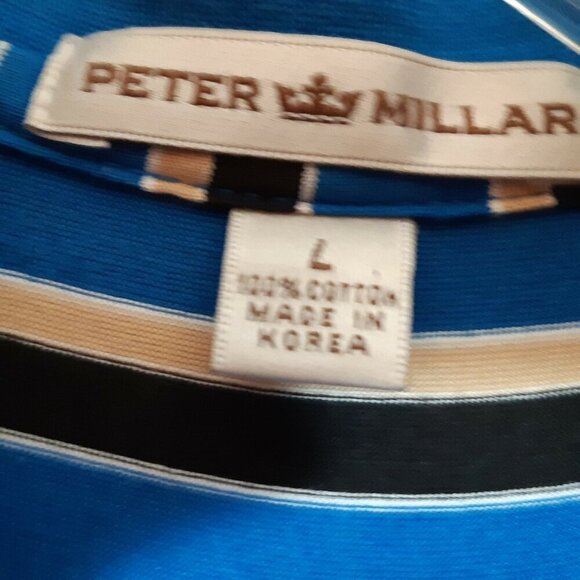 PETER MILLAR
L
100% COTTON
MADE IN
KOREA